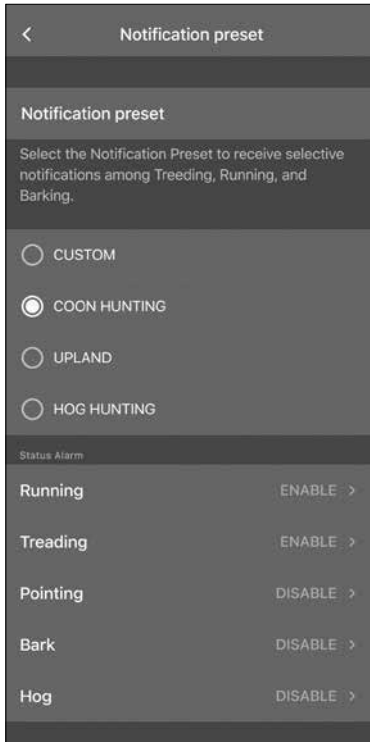 Notification preset
Notification preset
Select the Notification Preset to receive selective
notifications among Treeding, Running, and
Barking.
CUSTOM
COON HUNTING
UPLAND
HOG HUNTING
Status Alarm
Running ENABLE >
Treading ENABLE >
Pointing DISABLE >
Bark DISABLE >
Hog DISABLE >